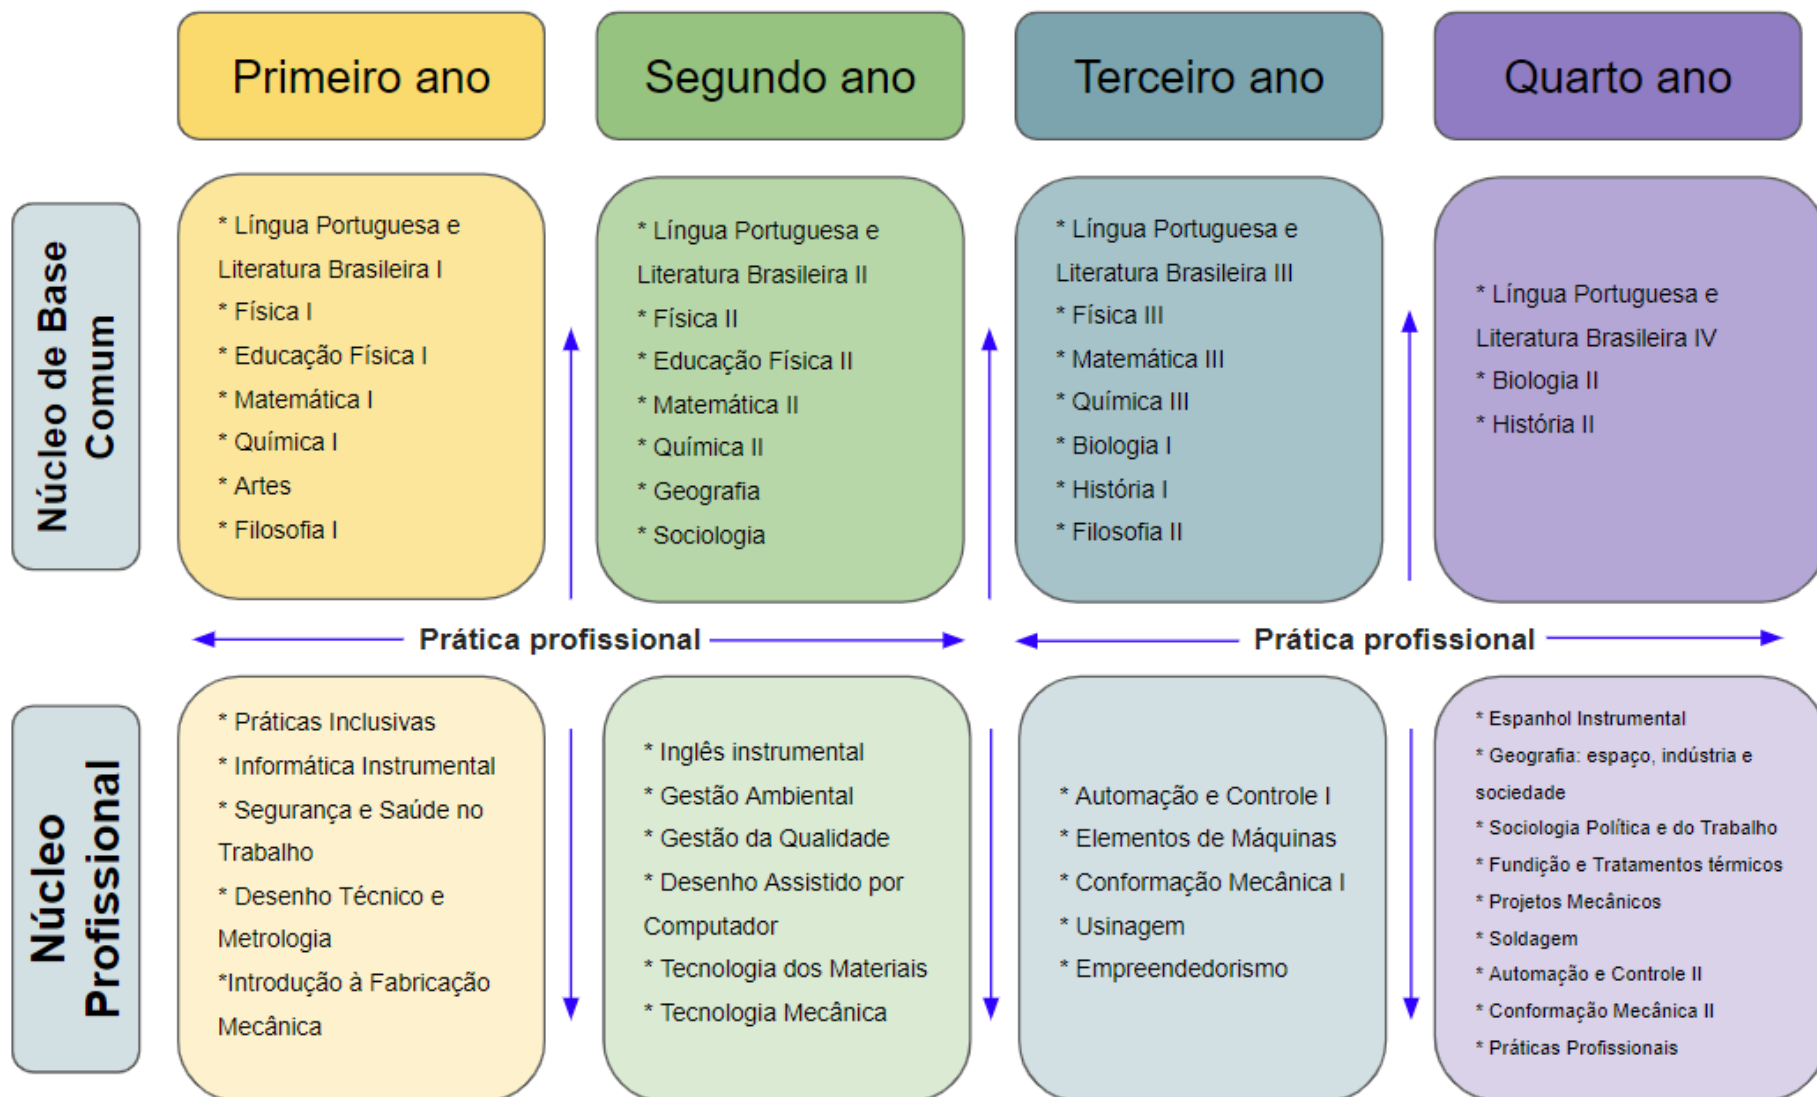 Primeiro ano
Segundo ano
Terceiro ano
Quarto ano
Núcleo de Base
Comum
* Língua Portuguesa e
Literatura Brasileira I
* Física I
* Educação Física I
* Matemática I
* Química I
* Artes
* Filosofia I
* Língua Portuguesa e
Literatura Brasileira II
* Física II
* Educação Física II
* Matemática II
* Química II
* Geografia
* Sociologia
* Língua Portuguesa e
Literatura Brasileira III
* Física III
* Matemática III
* Química III
* Biologia I
* História I
* Filosofia II
* Língua Portuguesa e
Literatura Brasileira IV
* Biologia II
* História II
Prática profissional
Prática profissional
Núcleo
Profissional
* Práticas Inclusivas
* Informática Instrumental
* Segurança e Saúde no
Trabalho
* Desenho Técnico e
Metrologia
*Introdução à Fabricação
Mecânica
* Inglês instrumental
* Gestão Ambiental
* Gestão da Qualidade
* Desenho Assistido por
Computador
* Tecnologia dos Materiais
* Tecnologia Mecânica
* Automação e Controle I
* Elementos de Máquinas
* Conformação Mecânica I
* Usinagem
* Empreendedorismo
* Espanhol Instrumental
* Geografia: espaço, indústria e
sociedade
* Sociologia Política e do Trabalho
* Fundição e Tratamentos térmicos
* Projetos Mecânicos
* Soldagem
* Automação e Controle II
* Conformação Mecânica II
* Práticas Profissionais